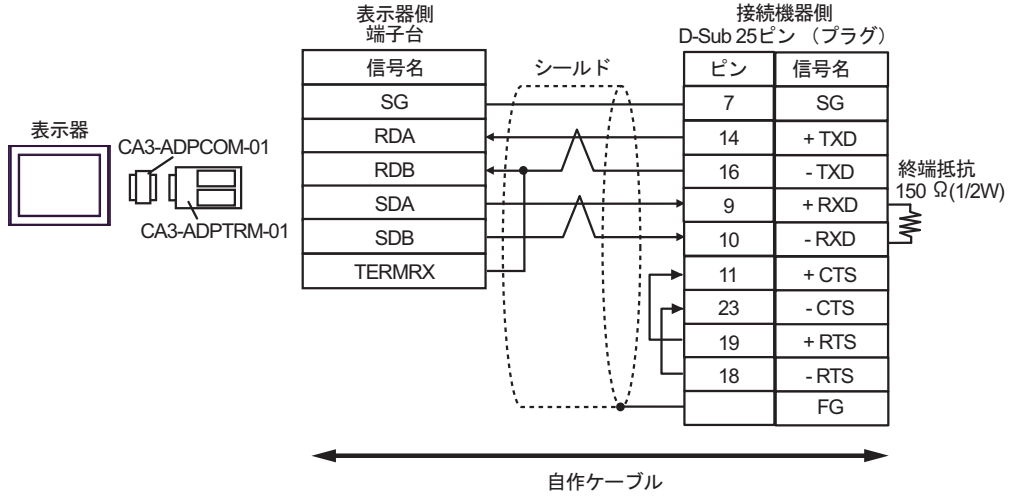 表示器側
端子台
接続機器側
D-Sub 25ピン （プラグ）
信号名
シールド
ピン
信号名
SG
7
SG
RDA
14
+ TXD
RDB
16
- TXD
SDA
9
+ RXD
SDB
10
- RXD
TERMRX
11
+ CTS
23
- CTS
19
+ RTS
18
- RTS
FG
表示器
CA3-ADPCOM-01
CA3-ADPTRM-01
終端抵抗
150 Ω(1/2W)
自作ケーブル